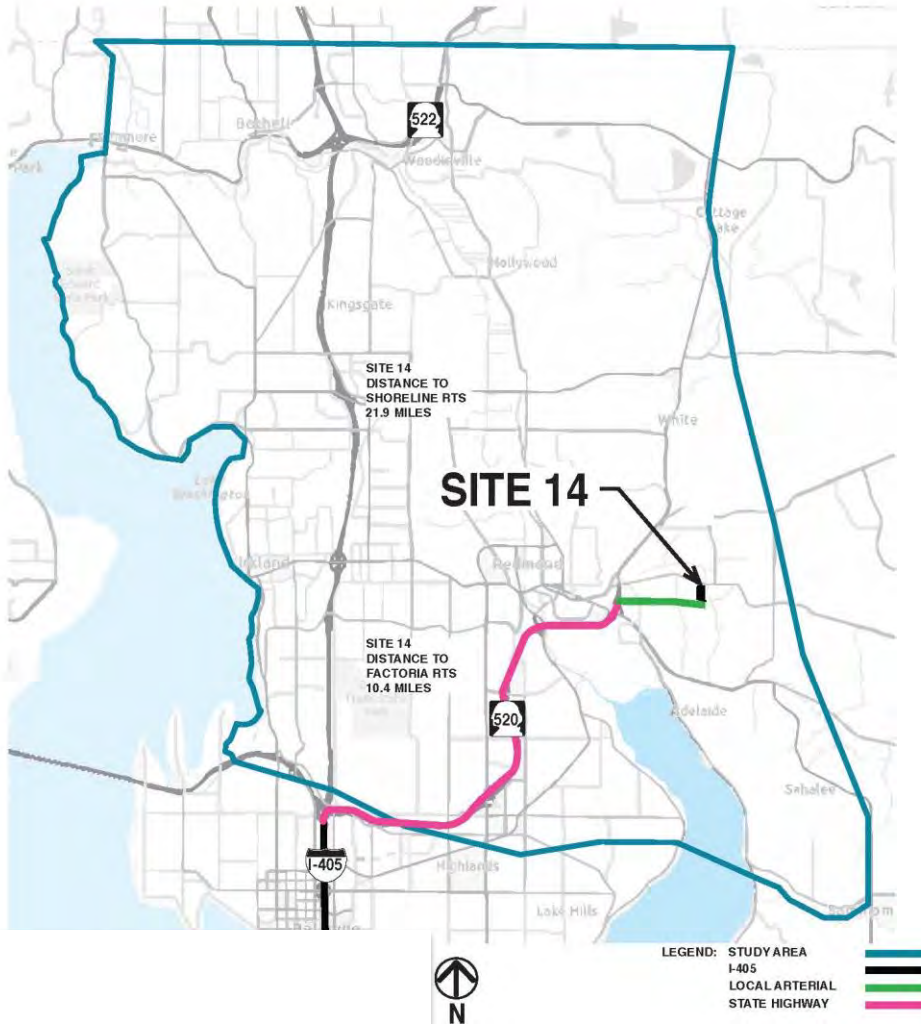 522
Woodinville
Park
Cottage
Lake
Hollywood
Kingsgate
SITE 14
DISTANCE TO
SHORELINE RTS
21.9 MILES
White
SITE 14
Redmond
SITE 14
DISTANCE TO
FACTORIA RTS
10.4 MILES
520
Adelaide
Sahalee
I-405
Highlands
Lake Hills
LEGEND: STUDY AREA
I-405
LOCAL ARTERIAL
STATE HIGHWAY
N